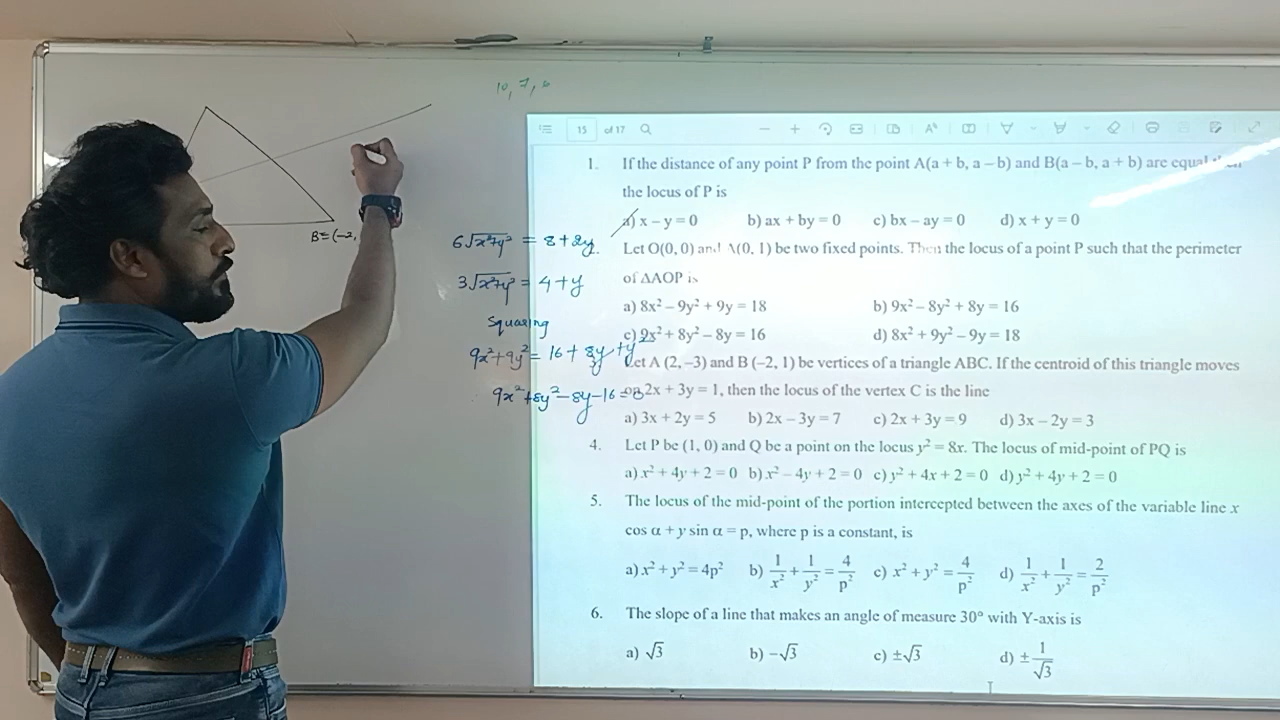 10, 7, 6
15 of 17
1. If the distance of any point P from the point A(a + b, a – b) and B(a – b, a + b) are equal
the locus of P is
a) x – y = 0 b) ax + by = 0 c) bx – ay = 0 d) x + y = 0
Let O(0, 0) and A(0, 1) be two fixed points. Then the locus of a point P such that the perimeter
of ΔAOP is
a) 8x² – 9y² + 9y = 18 b) 9x² – 8y² + 8y = 16
c) 9x² + 8y² – 8y = 16 d) 8x² + 9y² – 9y = 18
Let A (2, –3) and B (–2, 1) be vertices of a triangle ABC. If the centroid of this triangle moves
on 2x + 3y = 1, then the locus of the vertex C is the line
a) 3x + 2y = 5 b) 2x – 3y = 7 c) 2x + 3y = 9 d) 3x – 2y = 3
4. Let P be (1, 0) and Q be a point on the locus y² = 8x. The locus of mid-point of PQ is
a) x² + 4y + 2 = 0 b) x² – 4y + 2 = 0 c) y² + 4x + 2 = 0 d) y² + 4y + 2 = 0
5. The locus of the mid-point of the portion intercepted between the axes of the variable line x
cos α + y sin α = p, where p is a constant, is
a) x² + y² = 4p² b) 1/x² + 1/y² = 4/p² c) x² + y² = 4/p² d) 1/x² + 1/y² = 2/p²
6. The slope of a line that makes an angle of measure 30° with Y-axis is
a) √3 b) –√3 c) ±√3 d) ± 1/√3
B = (-2,
6√x²+y² = 8 + 2y.
3√x²+y² = 4 + y
Squaring
9x² + 9y² = 16 + 8y + y²
9x² + 8y² – 8y – 16 = 0